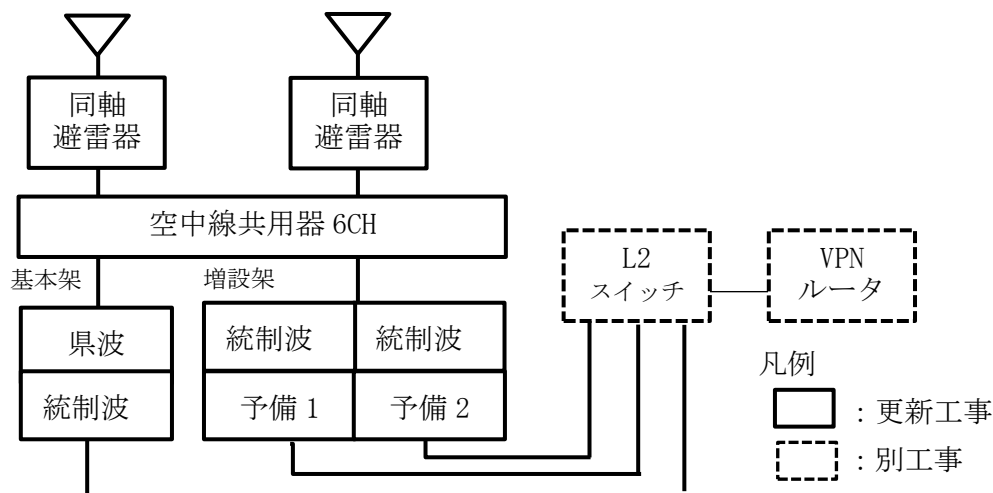 同軸
避雷器
同軸
避雷器
空中線共用器 6CH
基本架
増設架
県波
統制波
統制波
統制波
予備 1
予備 2
L2
スイッチ
VPN
ルータ
凡例
：更新工事
：別工事